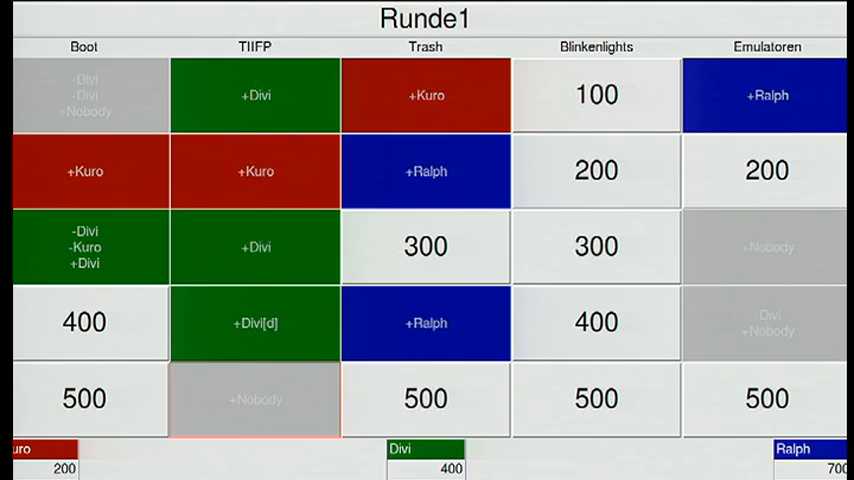 Runde1
Boot TIIFP Trash Blinkenlights Emulatoren
-Divi
-Divi
+Nobody
+Divi
+Kuro
100
+Ralph
+Kuro
+Kuro
+Ralph
200
200
-Divi
-Kuro
+Divi
+Divi
300
300
+Nobody
400
+Divi[d]
+Ralph
400
-Divi
+Nobody
500
+Nobody
500
500
500
uro
200
Divi
400
Ralph
700